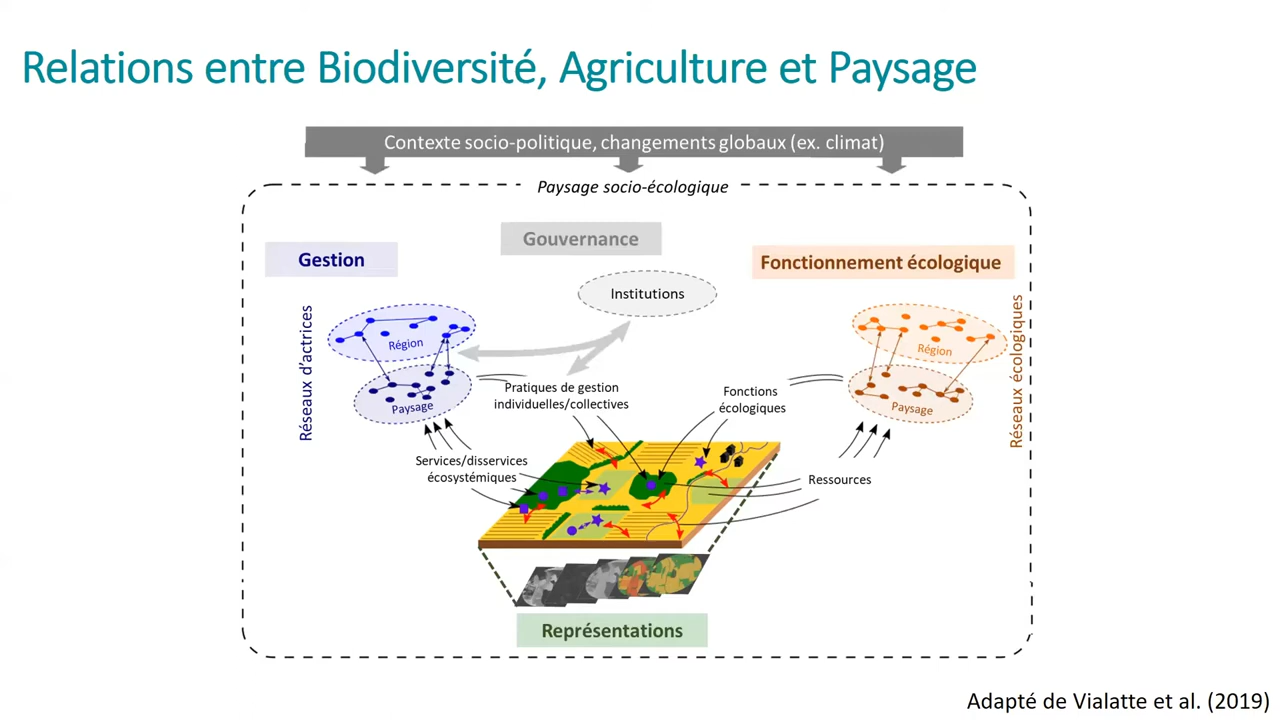 Relations entre Biodiversité, Agriculture et Paysage
Contexte socio-politique, changements globaux (ex. climat)
Paysage socio-écologique
Gouvernance
Gestion
Fonctionnement écologique
Institutions
Réseaux d'actrices
Région
Paysage
Région
Paysage
Réseaux écologiques
Pratiques de gestion
individuelles/collectives
Fonctions
écologiques
Services/disservices
écosystémiques
Ressources
Représentations
Adapté de Vialatte et al. (2019)